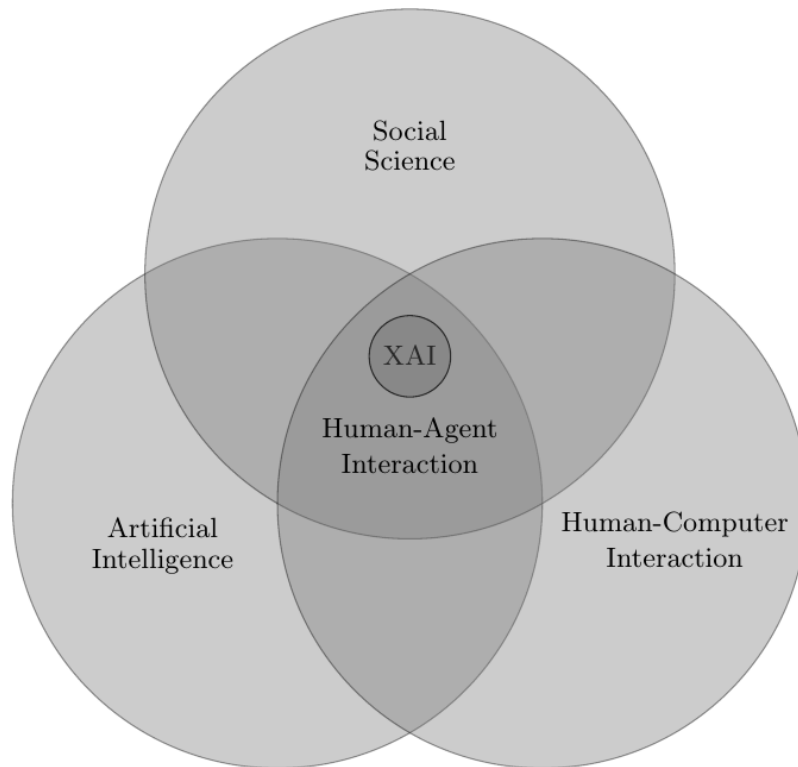 Social
Science
XAI
Human-Agent
Interaction
Artificial
Intelligence
Human-Computer
Interaction